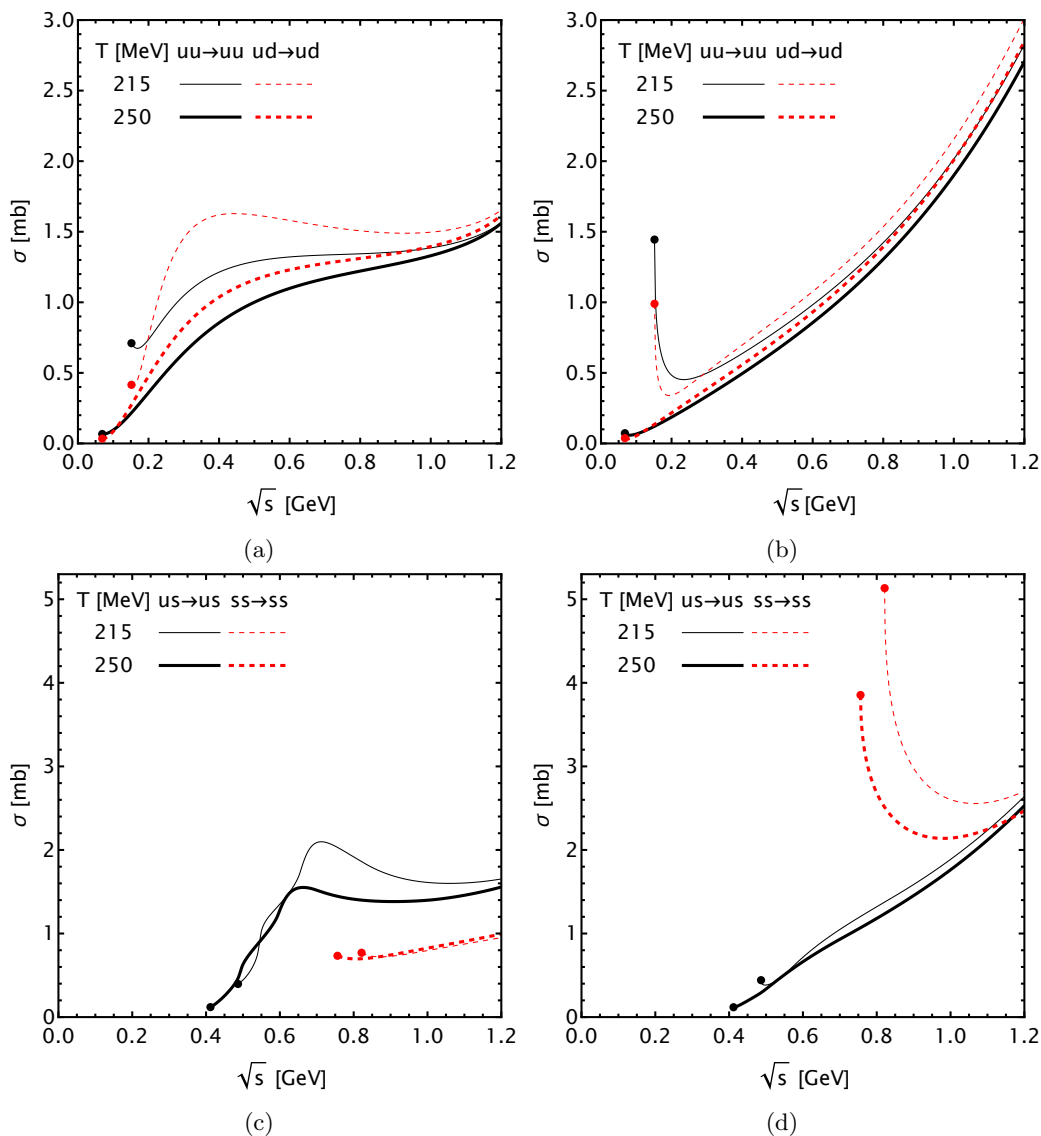 T [MeV] uu→uu ud→ud
215
250
σ [mb]
3.0
2.5
2.0
1.5
1.0
0.5
0.0
0.0 0.2 0.4 0.6 0.8 1.0 1.2
√s [GeV]
(a)
T [MeV] uu→uu ud→ud
215
250
σ [mb]
3.0
2.5
2.0
1.5
1.0
0.5
0.0
0.0 0.2 0.4 0.6 0.8 1.0 1.2
√s [GeV]
(b)
T [MeV] us→us ss→ss
215
250
σ [mb]
5
4
3
2
1
0
0.0 0.2 0.4 0.6 0.8 1.0 1.2
√s [GeV]
(c)
T [MeV] us→us ss→ss
215
250
σ [mb]
5
4
3
2
1
0
0.0 0.2 0.4 0.6 0.8 1.0 1.2
√s [GeV]
(d)